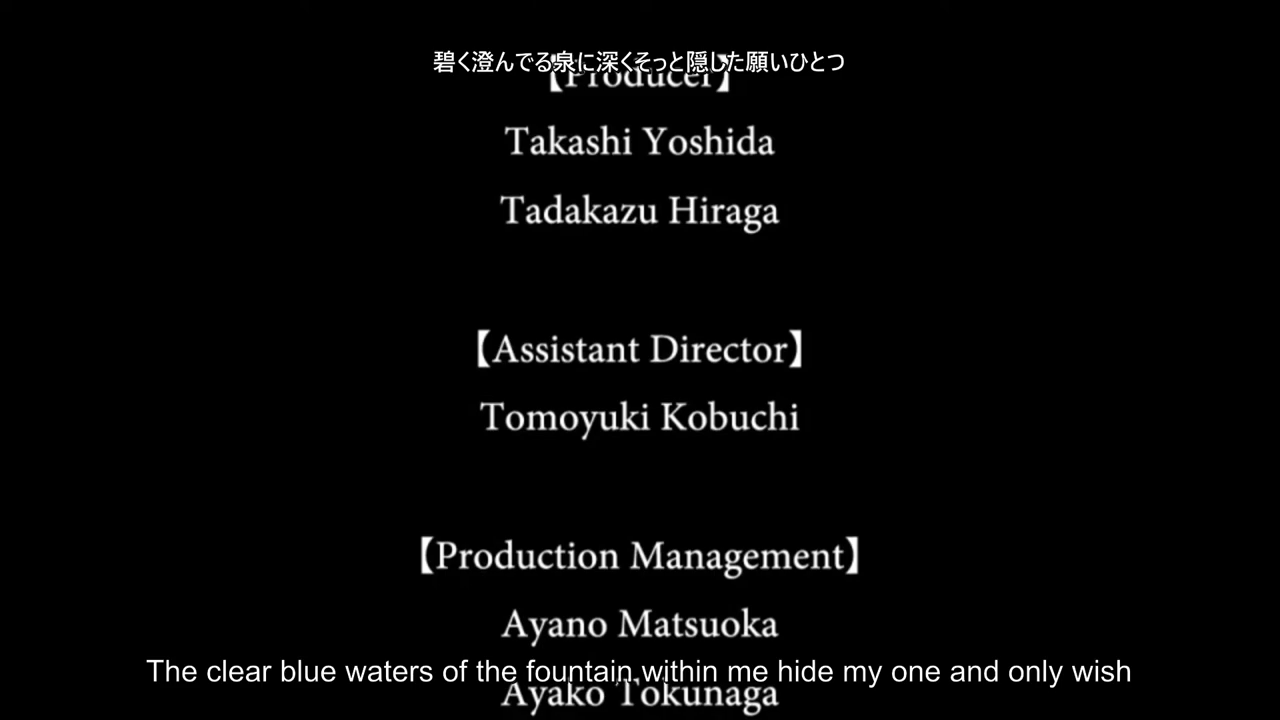 碧く澄んでる泉に深くそっと隠した願いひとつ
【Producer】
Takashi Yoshida
Tadakazu Hiraga
【Assistant Director】
Tomoyuki Kobuchi
【Production Management】
Ayano Matsuoka
The clear blue waters of the fountain within me hide my one and only wish
Ayako Tokunaga